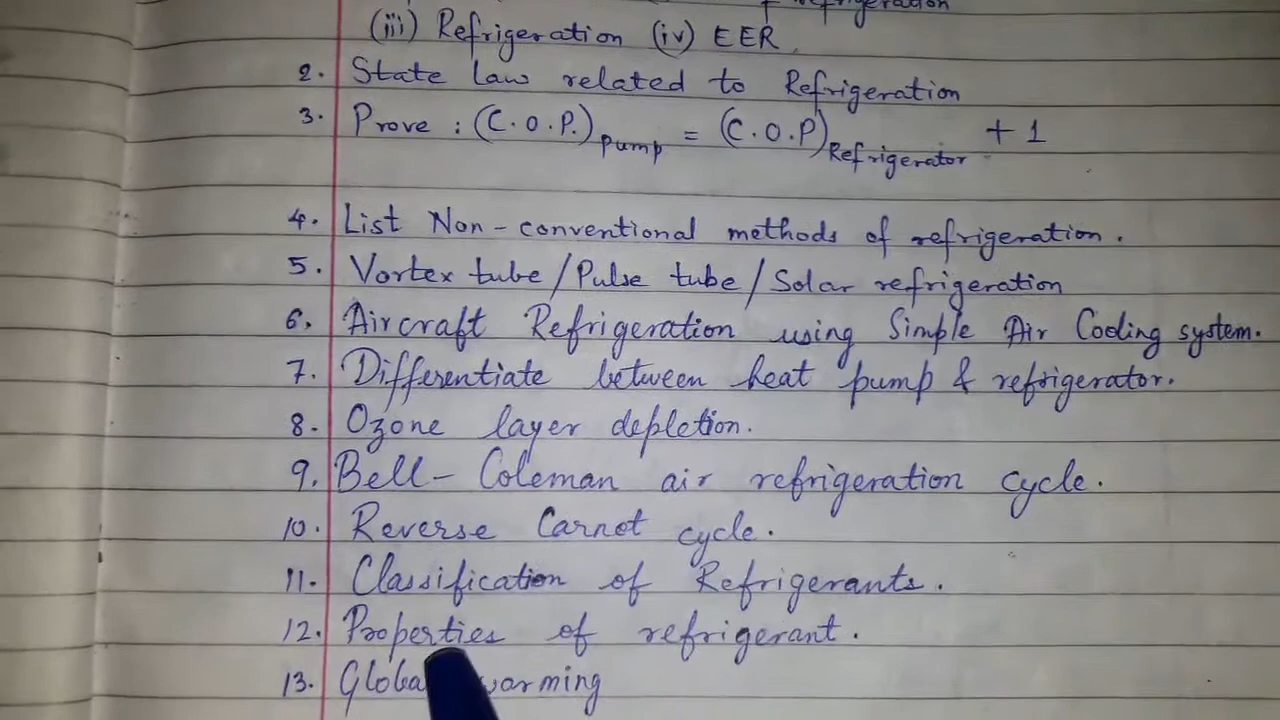 refrigeration
(iii) Refrigeration (iv) EER
2. State law related to Refrigeration
3. Prove : (C.O.P.) pump = (C.O.P) Refrigerator + 1
4. List Non-conventional methods of refrigeration.
5. Vortex tube/Pulse tube/Solar refrigeration
6. Aircraft Refrigeration using Simple Air Cooling system.
7. Differentiate between heat pump & refrigerator.
8. Ozone layer depletion.
9. Bell-Coleman air refrigeration cycle.
10. Reverse Carnot cycle.
11. Classification of Refrigerants.
12. Properties of refrigerant.
13. Global warming